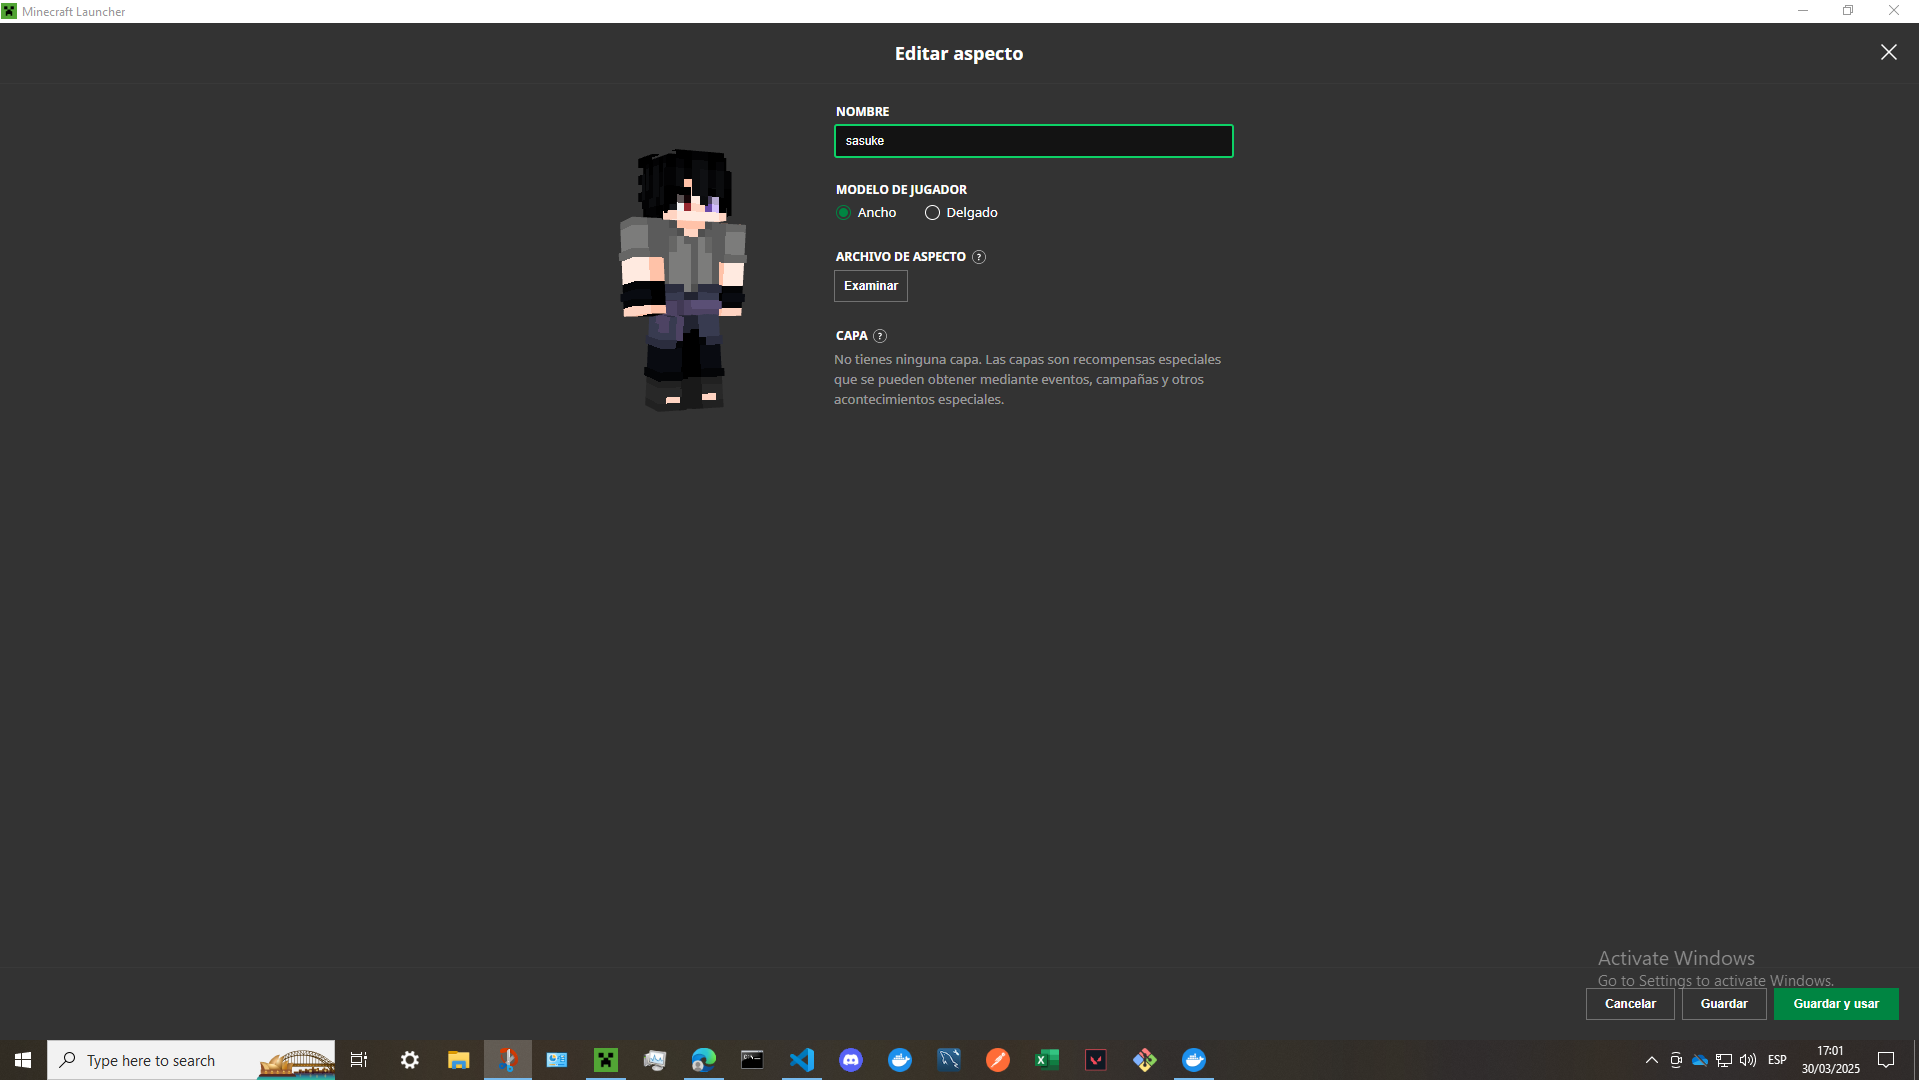 Minecraft Launcher
Editar aspecto
NOMBRE
sasuke
MODELO DE JUGADOR
Ancho
Delgado
ARCHIVO DE ASPECTO ?
Examinar
CAPA ?
No tienes ninguna capa. Las capas son recompensas especiales
que se pueden obtener mediante eventos, campañas y otros
acontecimientos especiales.
Activate Windows
Go to Settings to activate Windows.
Cancelar
Guardar
Guardar y usar
Type here to search
ESP
17:01
30/03/2025